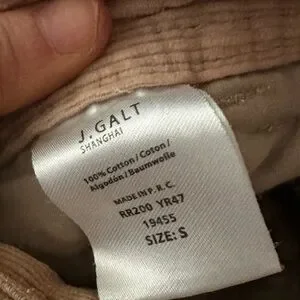 J.GALT
SHANGHAI
100% Cotton / Coton /
Algodón / Baumwolle
MADE IN P. R. C.
RR200 YR47
19455
SIZE: S